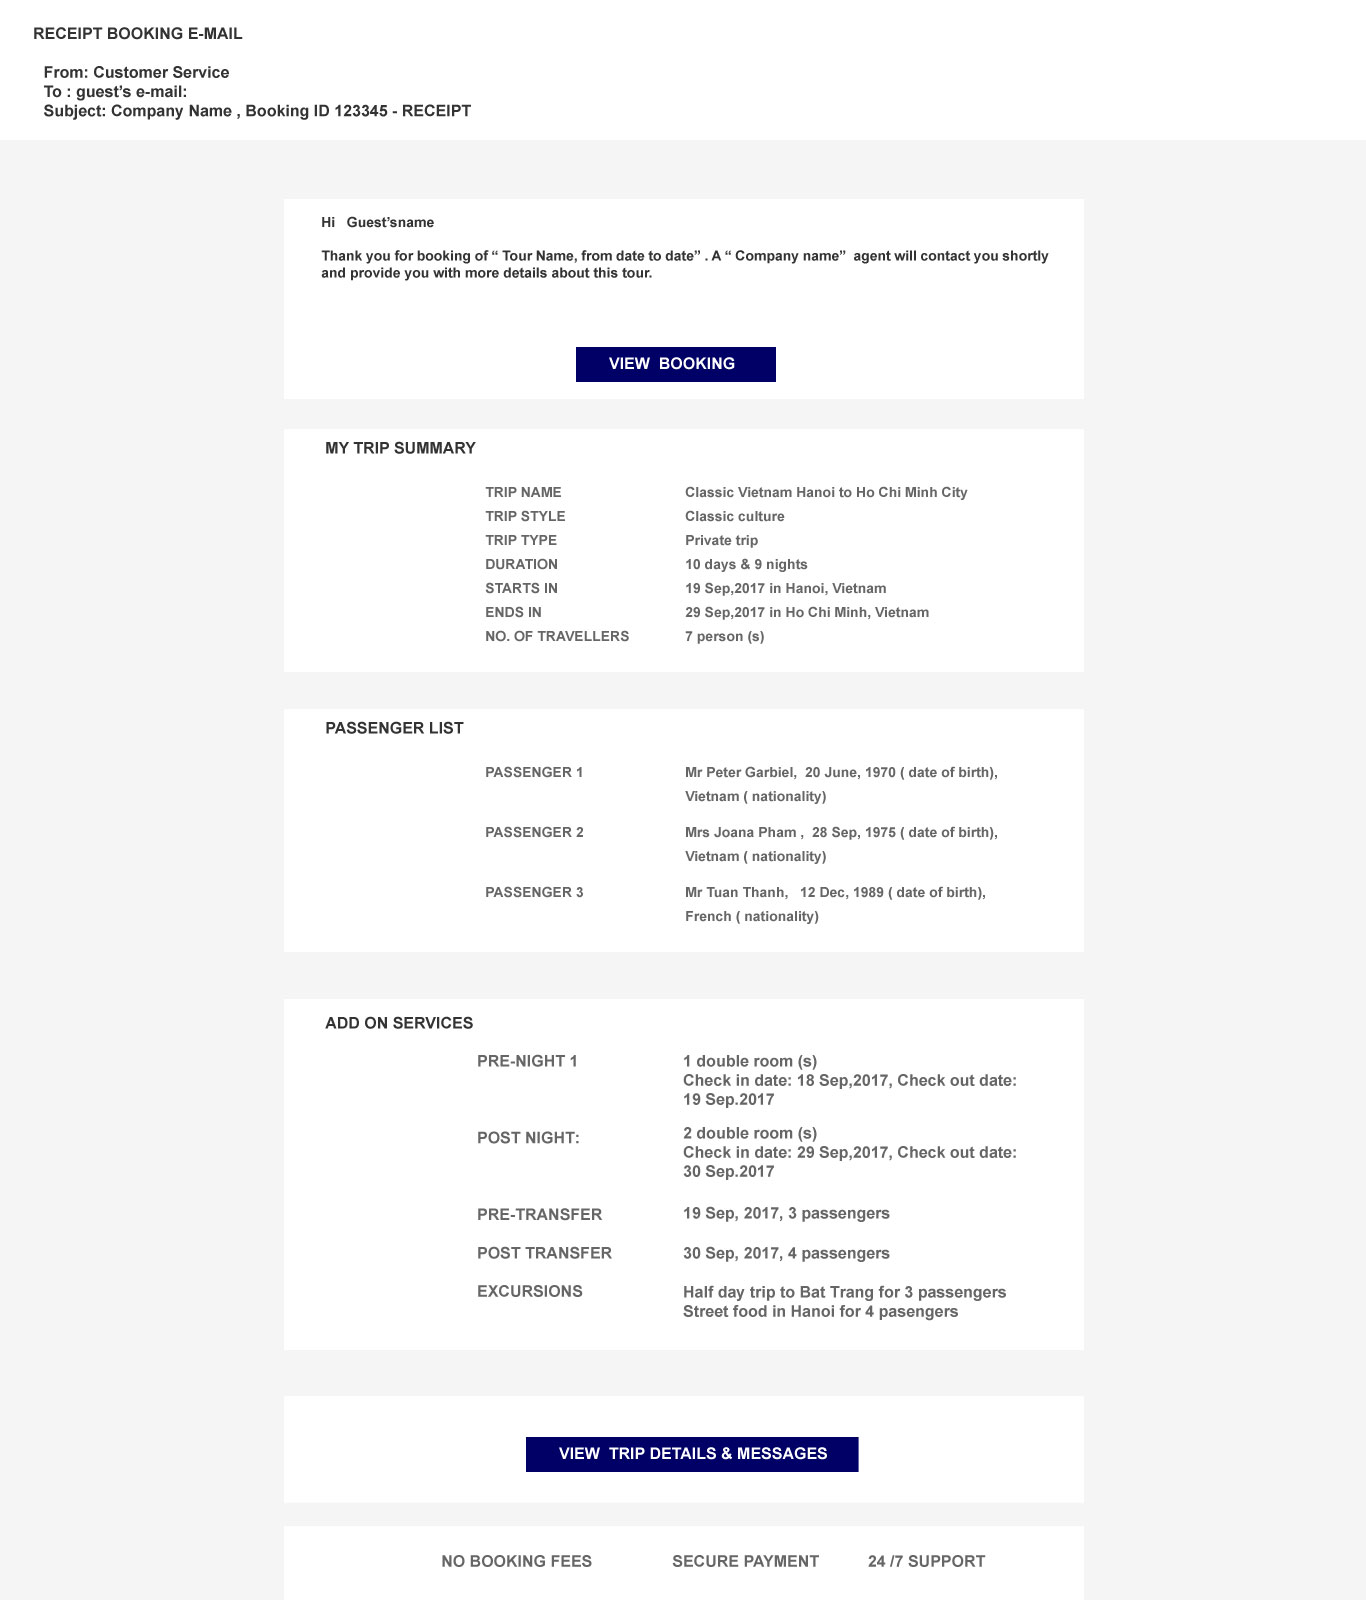 RECEIPT BOOKING E-MAIL
From: Customer Service
To : guest’s e-mail:
Subject: Company Name , Booking ID 123345 - RECEIPT
Hi Guest’sname
Thank you for booking of “ Tour Name, from date to date” . A “ Company name” agent will contact you shortly
and provide you with more details about this tour.
VIEW BOOKING
MY TRIP SUMMARY
TRIP NAME Classic Vietnam Hanoi to Ho Chi Minh City
TRIP STYLE Classic culture
TRIP TYPE Private trip
DURATION 10 days & 9 nights
STARTS IN 19 Sep,2017 in Hanoi, Vietnam
ENDS IN 29 Sep,2017 in Ho Chi Minh, Vietnam
NO. OF TRAVELLERS 7 person (s)
PASSENGER LIST
PASSENGER 1 Mr Peter Garbiel, 20 June, 1970 ( date of birth),
Vietnam ( nationality)
PASSENGER 2 Mrs Joana Pham , 28 Sep, 1975 ( date of birth),
Vietnam ( nationality)
PASSENGER 3 Mr Tuan Thanh, 12 Dec, 1989 ( date of birth),
French ( nationality)
ADD ON SERVICES
PRE-NIGHT 1 1 double room (s)
Check in date: 18 Sep,2017, Check out date:
19 Sep.2017
POST NIGHT: 2 double room (s)
Check in date: 29 Sep,2017, Check out date:
30 Sep.2017
PRE-TRANSFER 19 Sep, 2017, 3 passengers
POST TRANSFER 30 Sep, 2017, 4 passengers
EXCURSIONS Half day trip to Bat Trang for 3 passengers
Street food in Hanoi for 4 pasengers
VIEW TRIP DETAILS & MESSAGES
NO BOOKING FEES SECURE PAYMENT 24 /7 SUPPORT